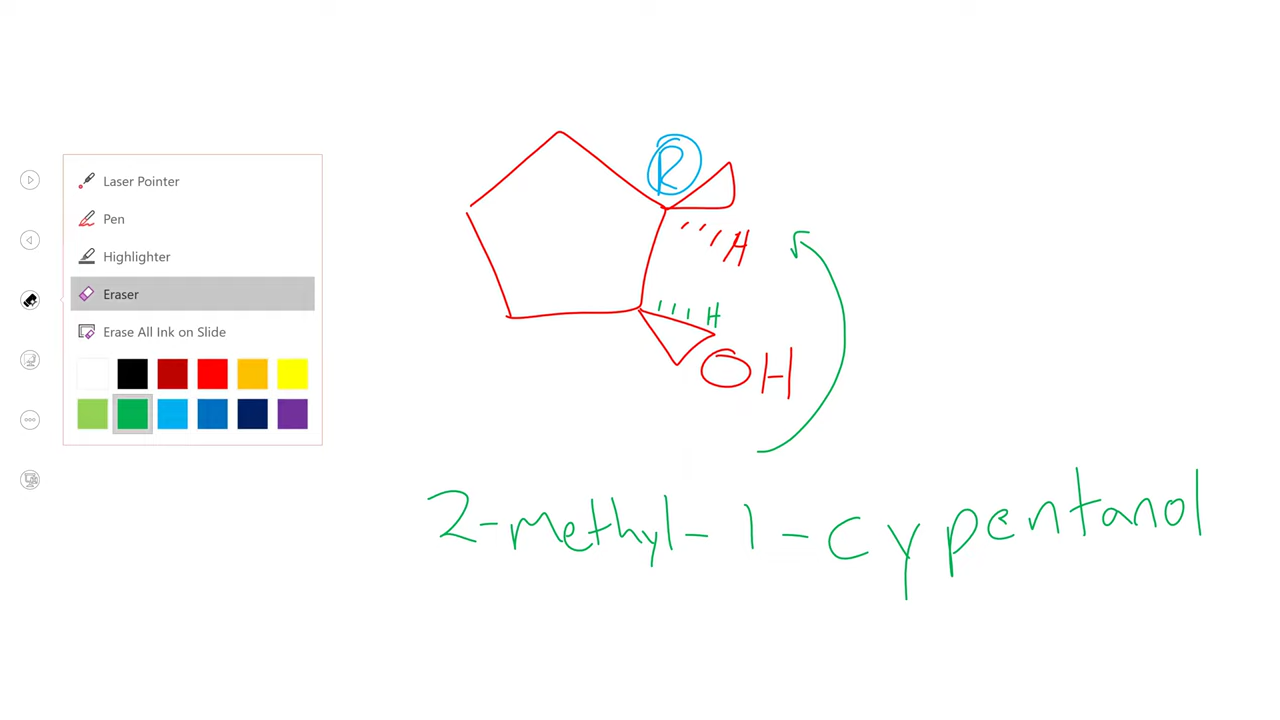 Laser Pointer
Pen
Highlighter
Eraser
Erase All Ink on Slide
R
H
H
OH
2-methyl-1-cypentanol